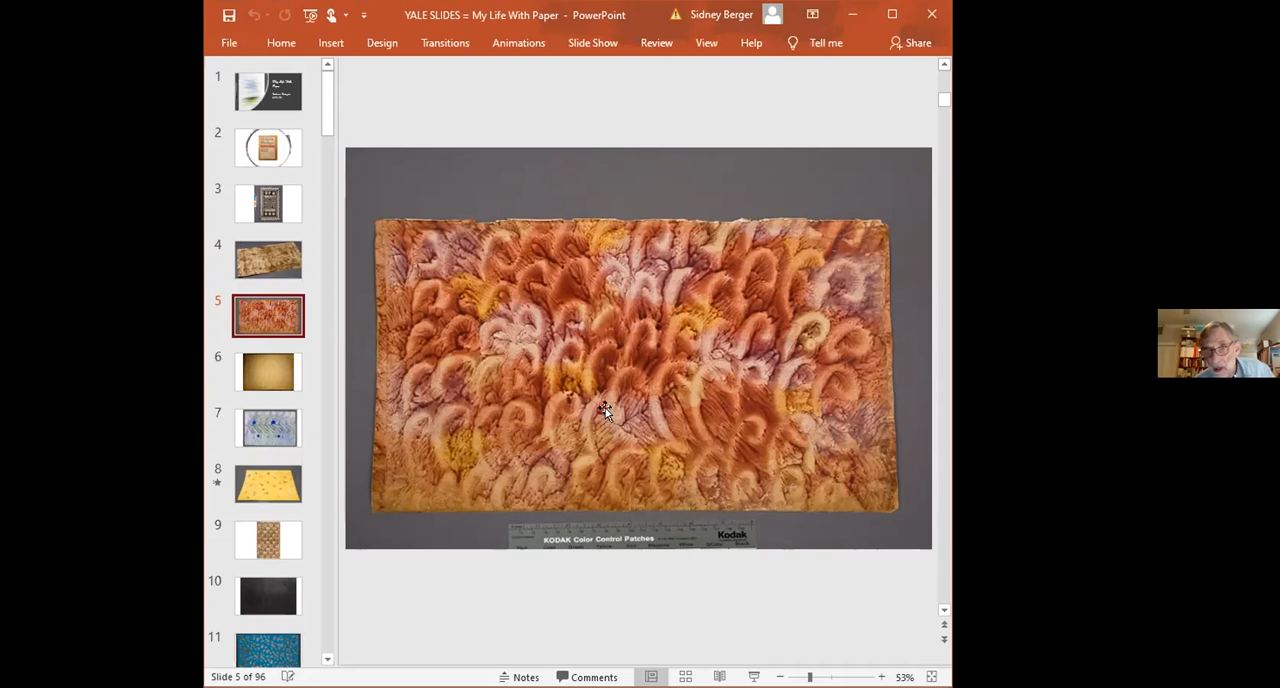 YALE SLIDES = My Life With Paper - PowerPoint
Sidney Berger
File Home Insert Design Transitions Animations Slide Show Review View Help Tell me Share
1
2
3
4
5
6
7
8
9
10
11
KODAK Color Control Patches
Kodak
Slide 5 of 96
Notes
Comments
53%